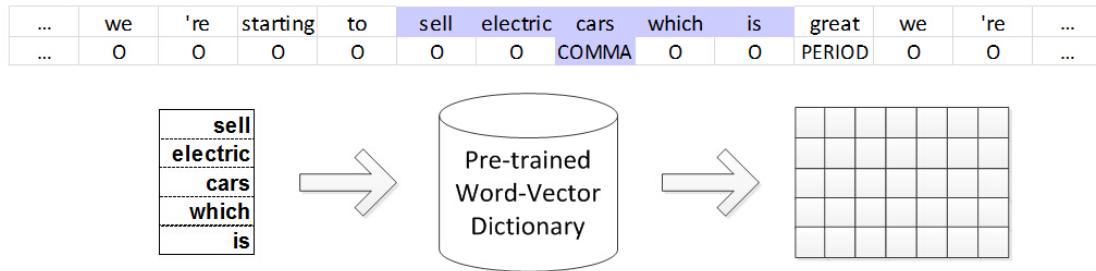 ... we 're starting to sell electric cars which is great we 're ...
... O O O O O O COMMA O O PERIOD O O ...
sell
electric
cars
which
is
Pre-trained
Word-Vector
Dictionary